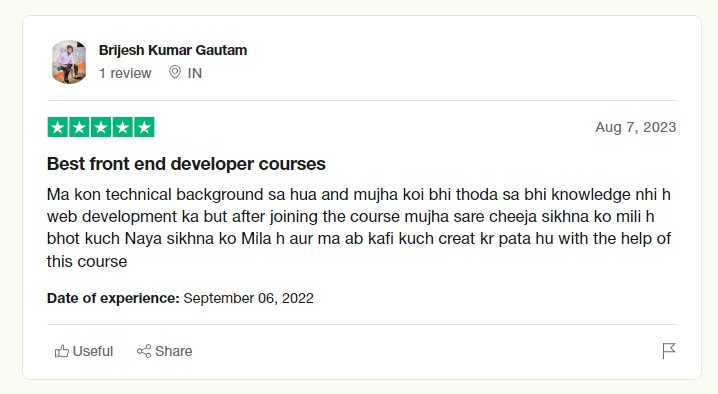 Brijesh Kumar Gautam
1 review IN
Aug 7, 2023
Best front end developer courses
Ma kon technical background sa hua and mujha koi bhi thoda sa bhi knowledge nhi h
web development ka but after joining the course mujha sare cheeja sikhna ko mili h
bhot kuch Naya sikhna ko Mila h aur ma ab kafi kuch creat kr pata hu with the help of
this course
Date of experience: September 06, 2022
Useful Share